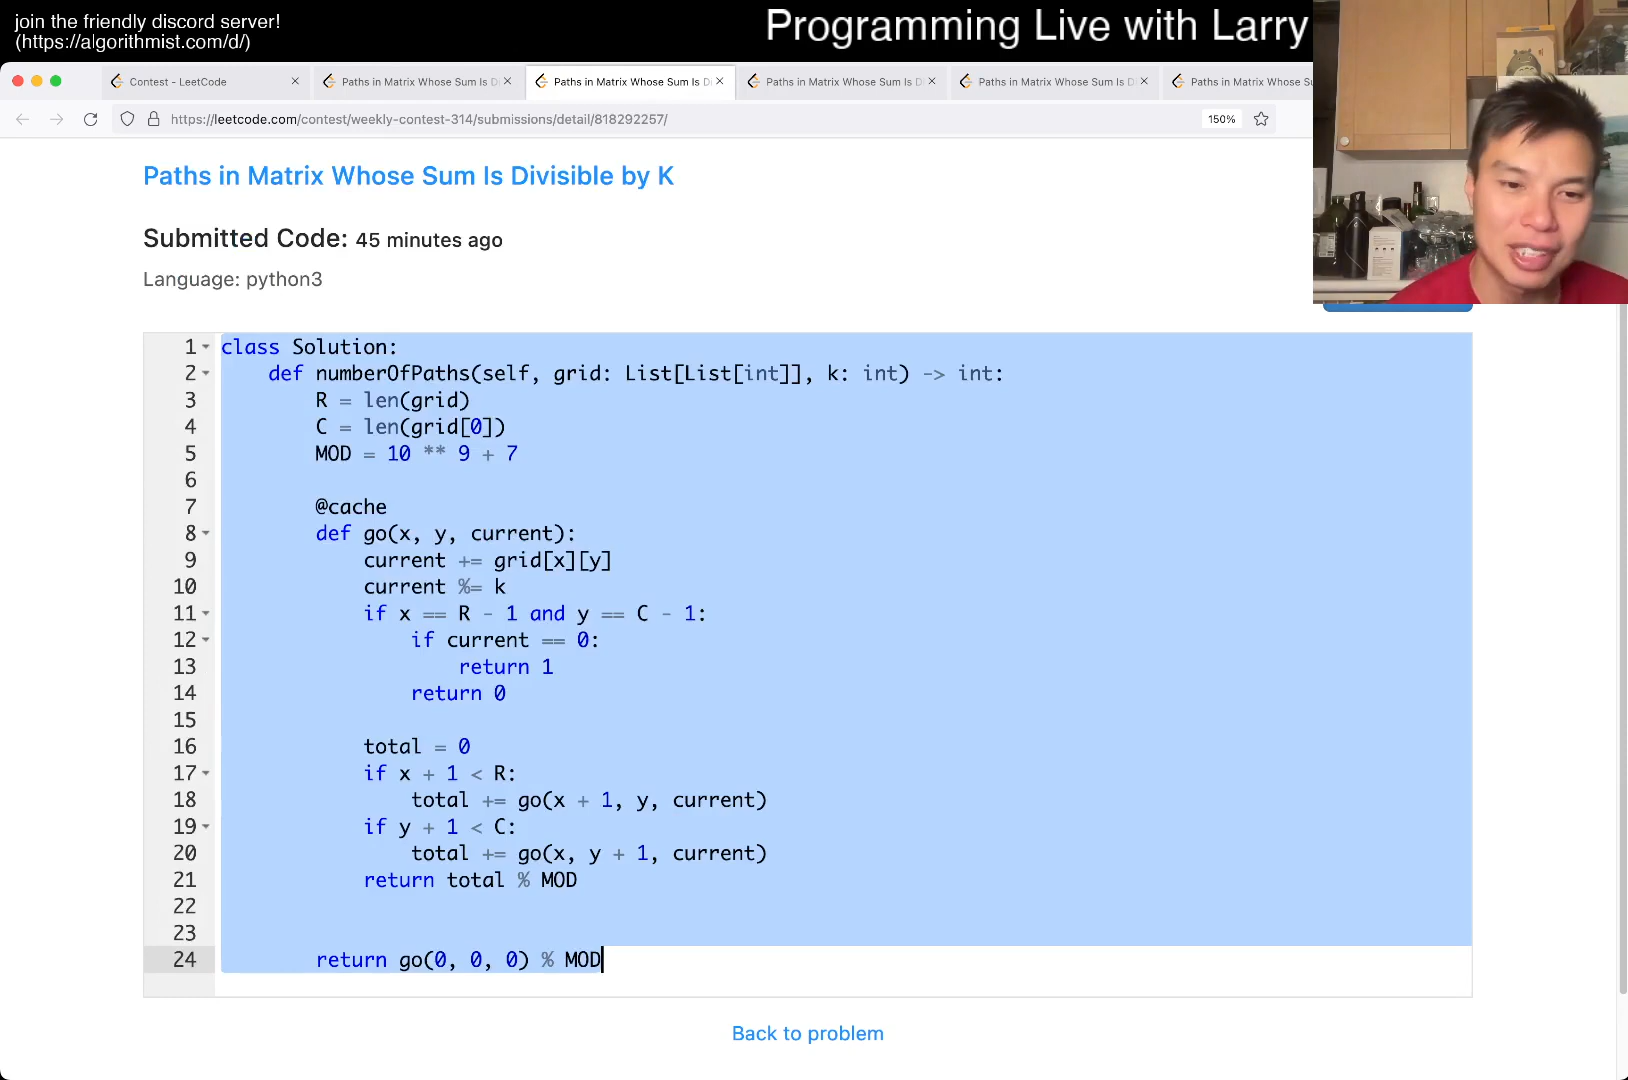 join the friendly discord server!
(https://algorithmist.com/d/)
Programming Live with Larry
Contest - LeetCode
Paths in Matrix Whose Sum Is D
Paths in Matrix Whose Sum Is Di
Paths in Matrix Whose Sum Is D
Paths in Matrix Whose Sum Is D
Paths in Matrix Whose Su
https://leetcode.com/contest/weekly-contest-314/submissions/detail/818292257/
150%
Paths in Matrix Whose Sum Is Divisible by K
Submitted Code: 45 minutes ago
Language: python3
1 class Solution:
2 def numberOfPaths(self, grid: List[List[int]], k: int) -> int:
3 R = len(grid)
4 C = len(grid[0])
5 MOD = 10 ** 9 + 7
6
7 @cache
8 def go(x, y, current):
9 current += grid[x][y]
10 current %= k
11 if x == R - 1 and y == C - 1:
12 if current == 0:
13 return 1
14 return 0
15
16 total = 0
17 if x + 1 < R:
18 total += go(x + 1, y, current)
19 if y + 1 < C:
20 total += go(x, y + 1, current)
21 return total % MOD
22
23
24 return go(0, 0, 0) % MOD
Back to problem